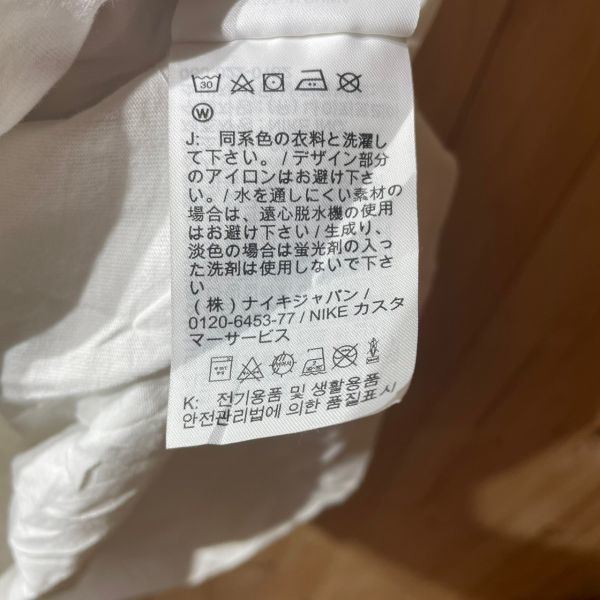 30
W
J: 同系色の衣料と洗濯し
て下さい。/ デザイン部分
のアイロンはお避け下さ
い。/ 水を通しにくい素材の
場合は、遠心脱水機の使用
はお避け下さい / 生成り、
淡色の場合は蛍光剤の入っ
た洗剤は使用しないで下さ
い
(株) ナイキジャパン /
0120-6453-77 / NIKE カスタ
マーサービス
K: 전기용품 및 생활용품
안전관리법에 의한 품질표시